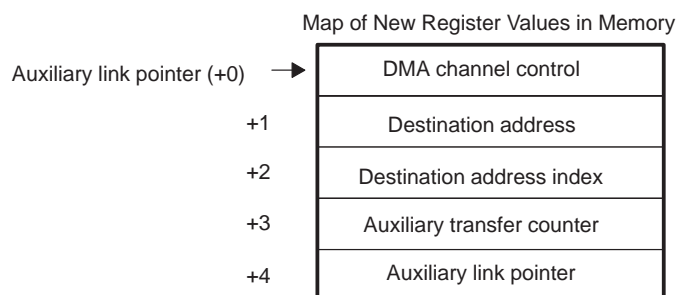 Map of New Register Values in Memory
Auxiliary link pointer (+0) DMA channel control
+1 Destination address
+2 Destination address index
+3 Auxiliary transfer counter
+4 Auxiliary link pointer